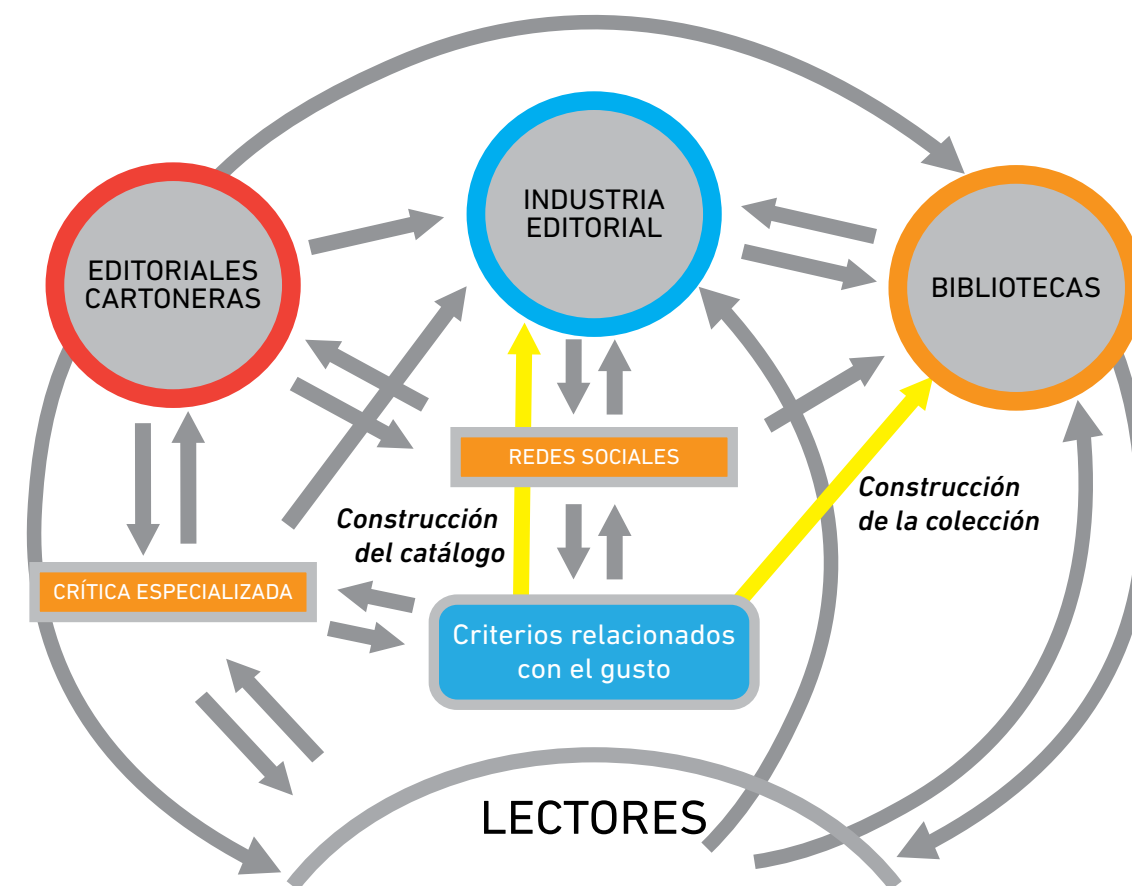 INDUSTRIA
EDITORIAL
EDITORIALES
CARTONERAS
BIBLIOTECAS
REDES SOCIALES
Construcción
del catálogo
Construcción
de la colección
CRÍTICA ESPECIALIZADA
Criterios relacionados
con el gusto
LECTORES